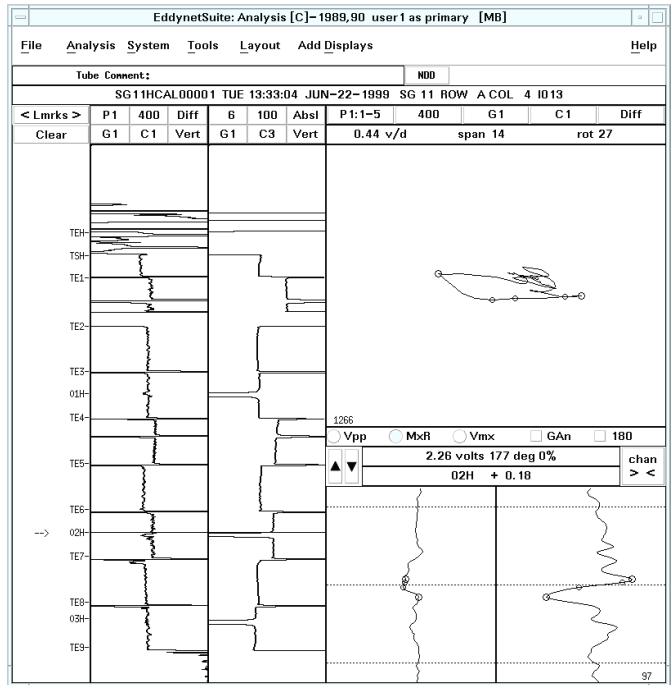 EddynetSuite: Analysis [C]-1989,90 user1 as primary [MB]
File Analysis System Tools Layout Add Displays Help
Tube Comment: NDD
SG11HCAL00001 TUE 13:33:04 JUN-22-1999 SG 11 ROW A COL 4 I013
< Lmrks > P1 400 Diff 6 100 Absl P1:1-5 400 G1 C1 Diff
Clear G1 C1 Vert G1 C3 Vert 0.44 v/d span 14 rot 27
TEH
TSH
TE1
TE2
TE3
01H
TE4
TE5
TE6
--> 02H
TE7
TE8
03H
TE9
1266
Vpp MxR Vmx GAn 180
2.26 volts 177 deg 0% chan
02H + 0.18 > <
97